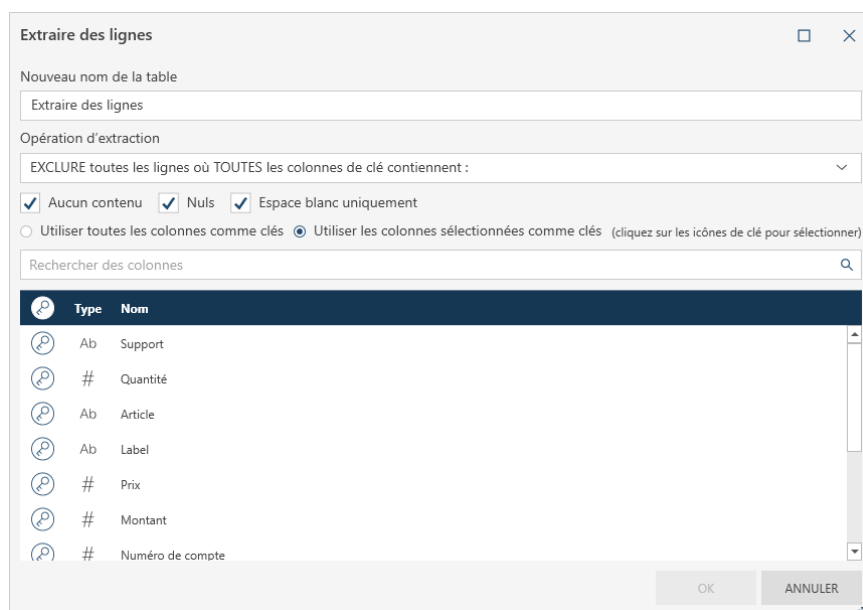 Extraire des lignes
Nouveau nom de la table
Extraire des lignes
Opération d'extraction
EXCLURE toutes les lignes où TOUTES les colonnes de clé contiennent :
Aucun contenu Nuls Espace blanc uniquement
Utiliser toutes les colonnes comme clés Utiliser les colonnes sélectionnées comme clés (cliquez sur les icônes de clé pour sélectionner)
Rechercher des colonnes
Type Nom
Ab Support
# Quantité
Ab Article
Ab Label
# Prix
# Montant
# Numéro de compte
OK ANNULER